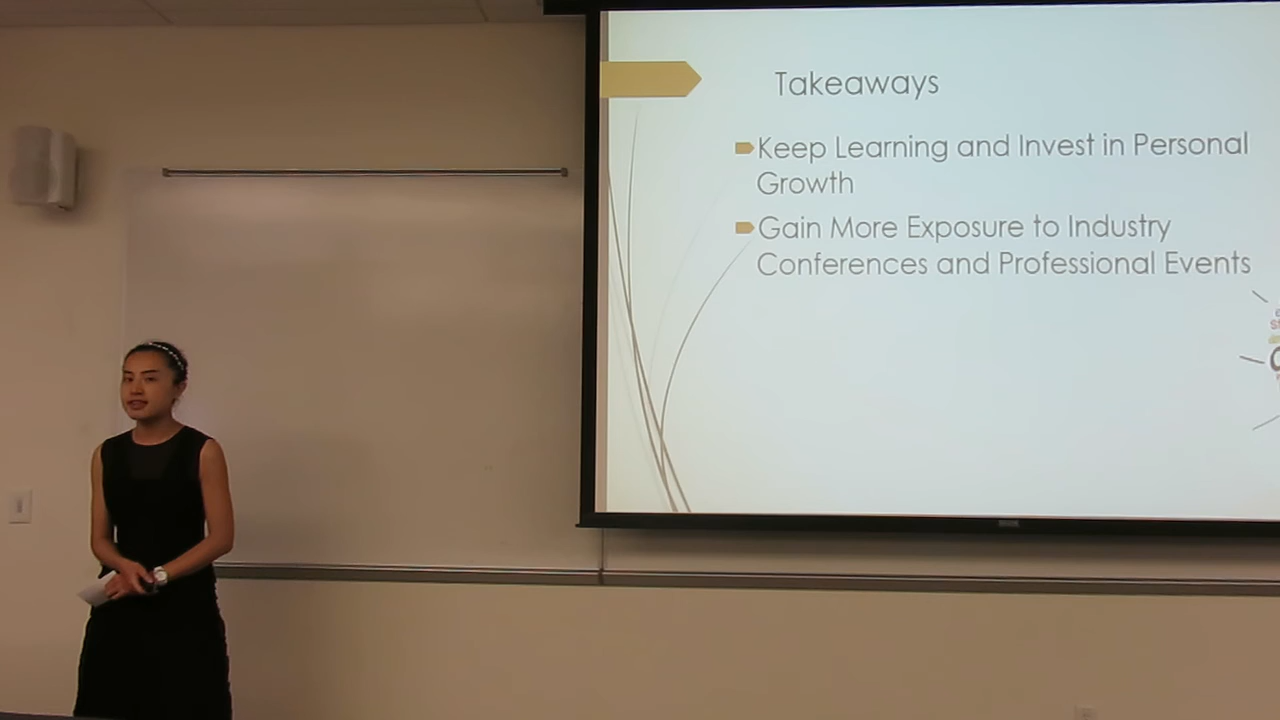 Takeaways
Keep Learning and Invest in Personal
Growth
Gain More Exposure to Industry
Conferences and Professional Events